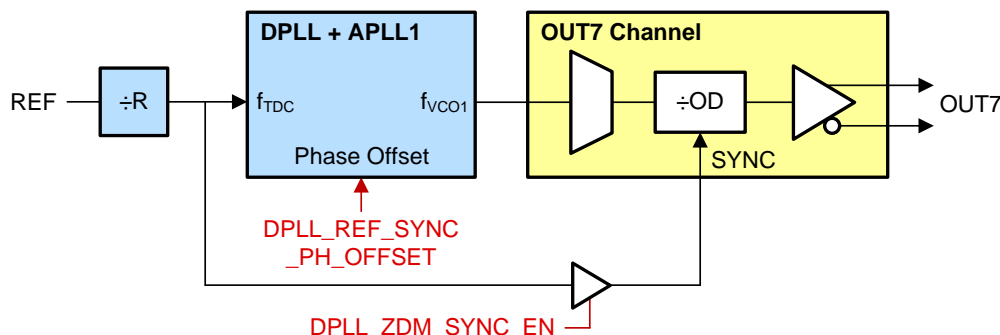 DPLL + APLL1
OUT7 Channel
REF
÷R
fTDC
fVCO1
÷OD
OUT7
Phase Offset
SYNC
DPLL_REF_SYNC
_PH_OFFSET
DPLL_ZDM_SYNC_EN